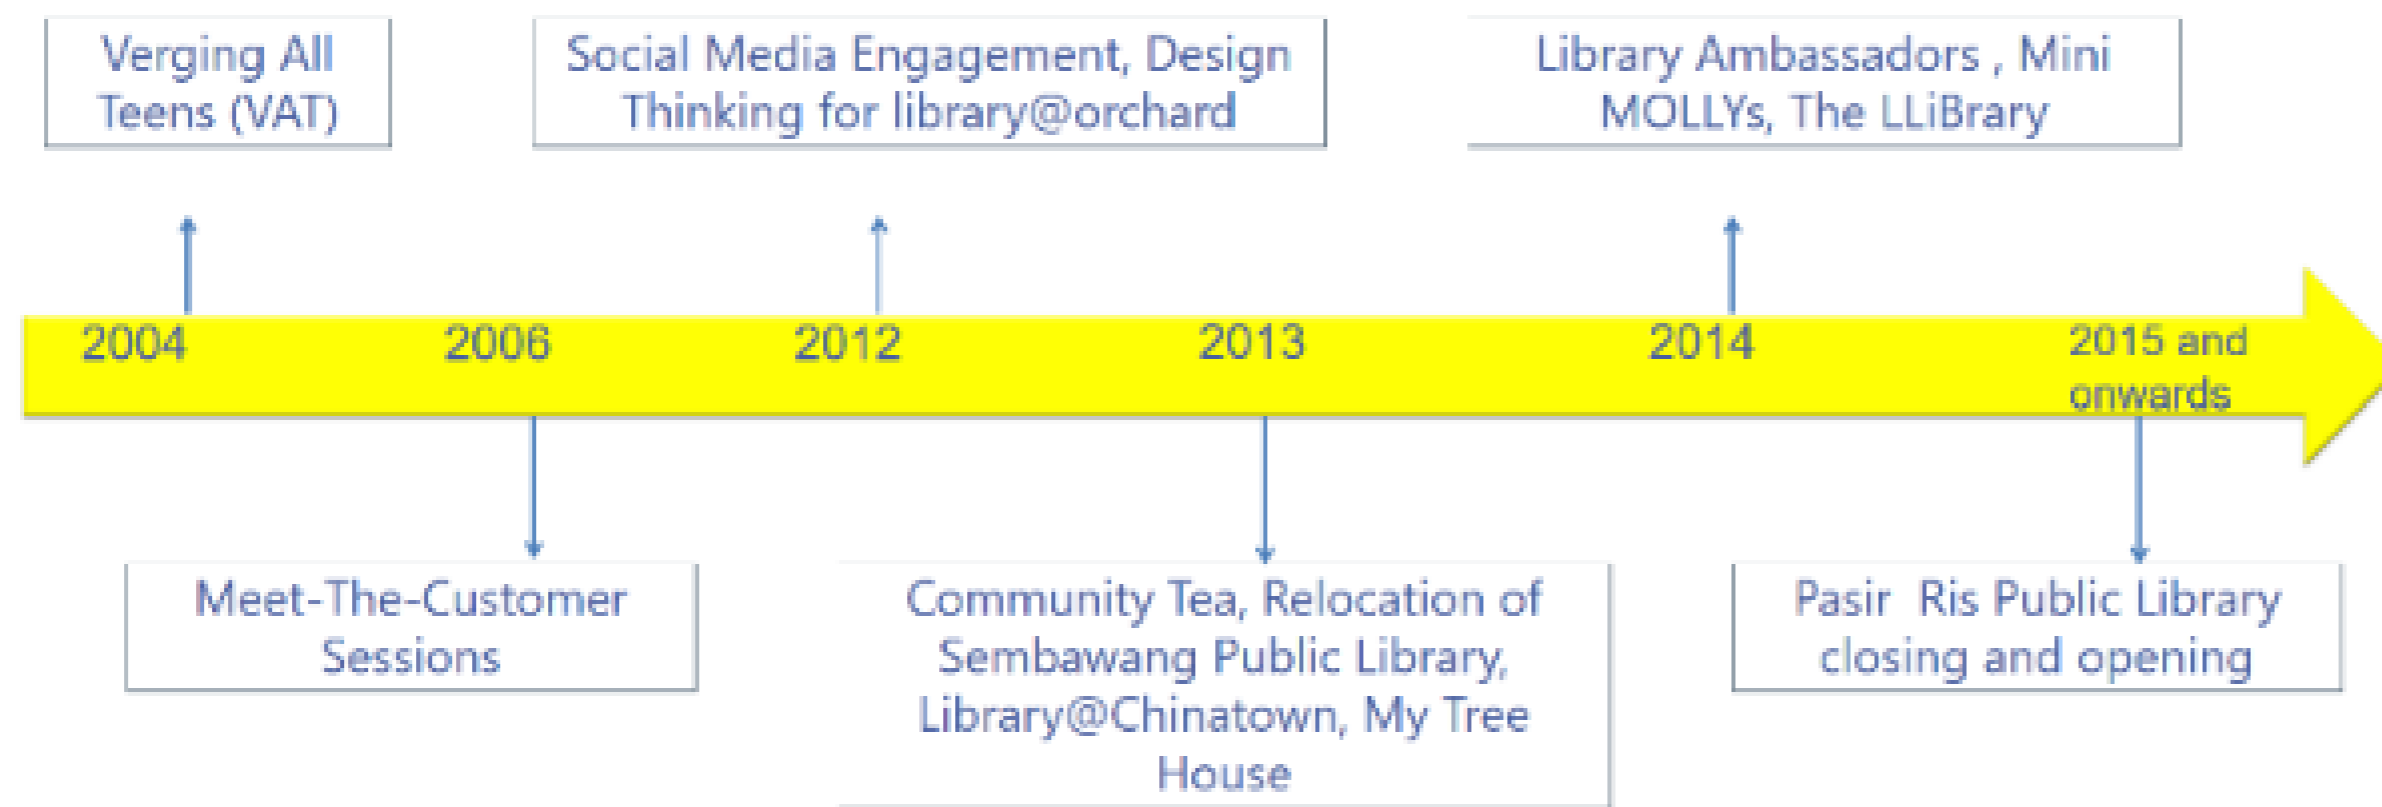 Verging All
Teens (VAT)
Social Media Engagement, Design
Thinking for library@orchard
Library Ambassadors , Mini
MOLLYs, The LLiBrary
2004
2006
2012
2013
2014
2015 and
onwards
Meet-The-Customer
Sessions
Community Tea, Relocation of
Sembawang Public Library,
Library@Chinatown, My Tree
House
Pasir  Ris Public Library
closing and opening